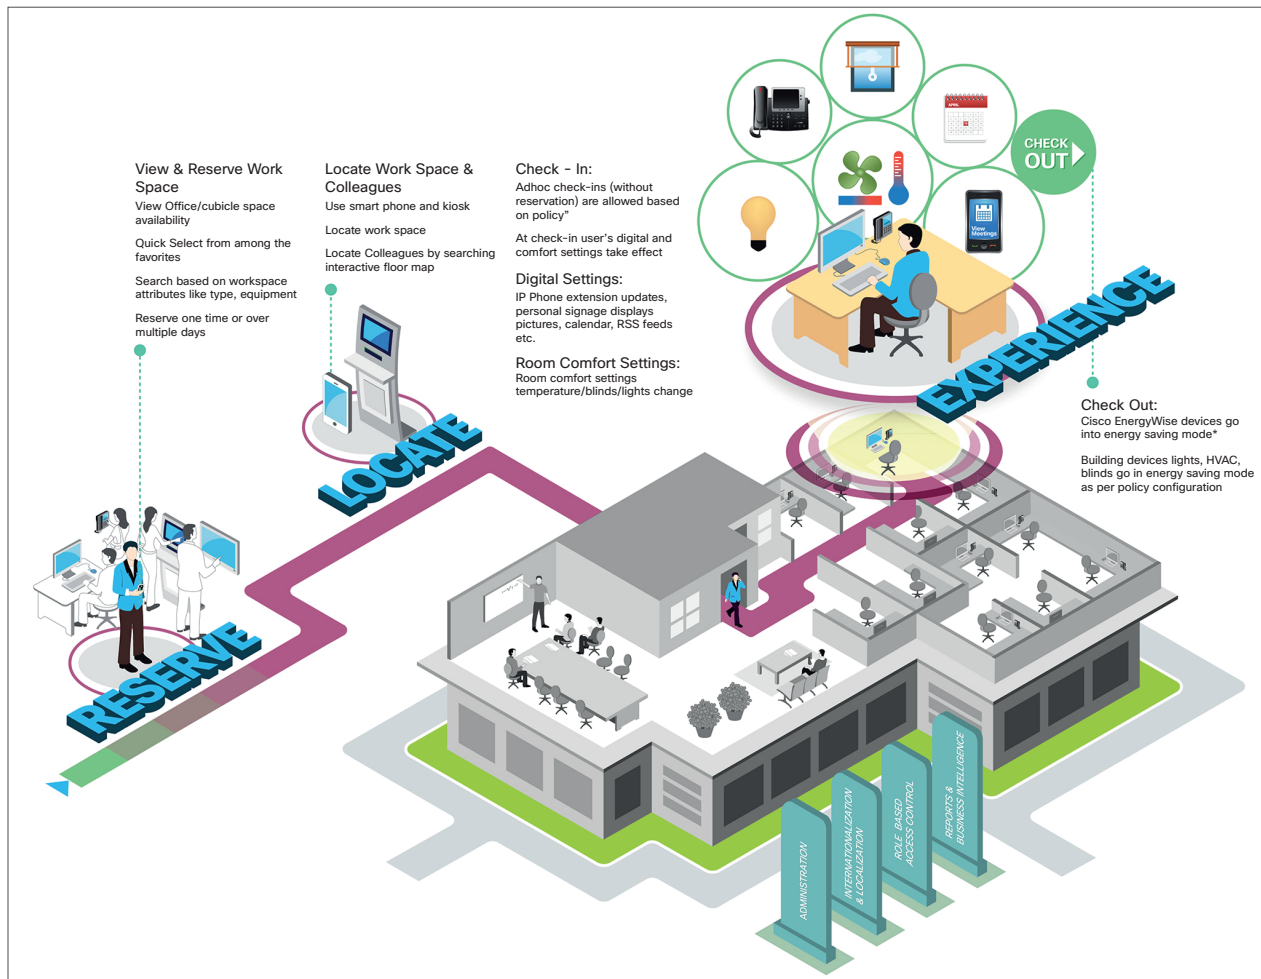 View & Reserve Work
Space
View Office/cubicle space
availability
Quick Select from among the
favorites
Search based on workspace
attributes like type, equipment
Reserve one time or over
multiple days
Locate Work Space &
Colleagues
Use smart phone and kiosk
Locate work space
Locate Colleagues by searching
interactive floor map
Check - In:
Adhoc check-ins (without
reservation) are allowed based
on policy"
At check-in user's digital and
comfort settings take effect
Digital Settings:
IP Phone extension updates,
personal signage displays
pictures, calendar, RSS feeds
etc.
Room Comfort Settings:
Room comfort settings
temperature/blinds/lights change
APRIL
CHECK
OUT
View
Meetings
EXPERIENCE
Check Out:
Cisco EnergyWise devices go
into energy saving mode*
Building devices lights, HVAC,
blinds go in energy saving mode
as per policy configuration
LOCATE
RESERVE
ADMINISTRATION
INTERNATIONALIZATION
& LOCALIZATION
ROLE BASED
ACCESS CONTROL
REPORTS &
BUSINESS INTELLIGENCE